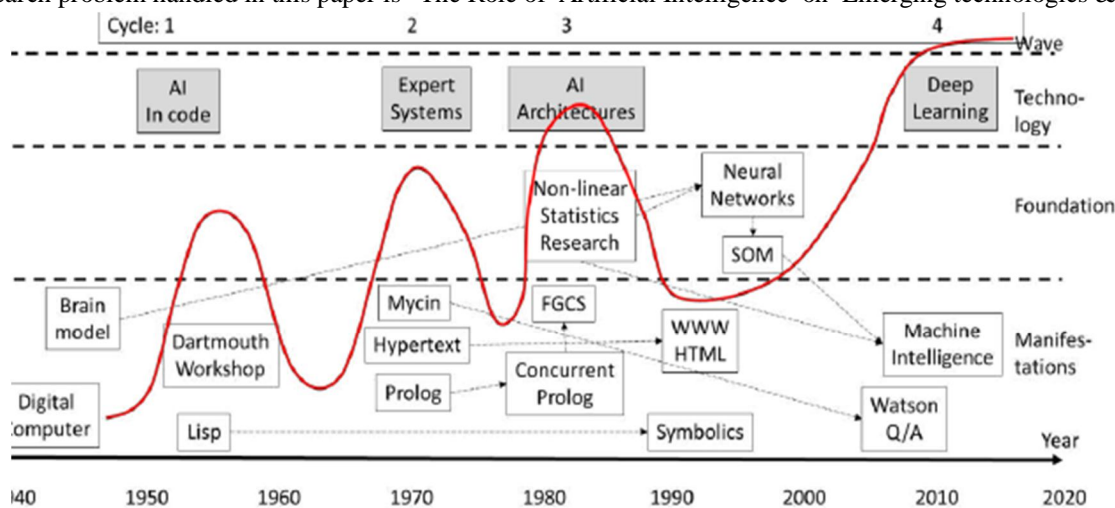 search problem handled in this paper is "The Role of 'Artificial Intelligence' on 'Emerging technologies &
Cycle: 1 2 3 4
Wave
AI
In code
Expert
Systems
AI
Architectures
Deep
Learning
Techno-
logy
Non-linear
Statistics
Research
Neural
Networks
SOM
Foundation
Brain
model
Dartmouth
Workshop
Mycin
Hypertext
Prolog
FGCS
Concurrent
Prolog
WWW
HTML
Machine
Intelligence
Manifes-
tations
Digital
Computer
Lisp
Symbolics
Watson
Q/A
Year
040 1950 1960 1970 1980 1990 2000 2010 2020